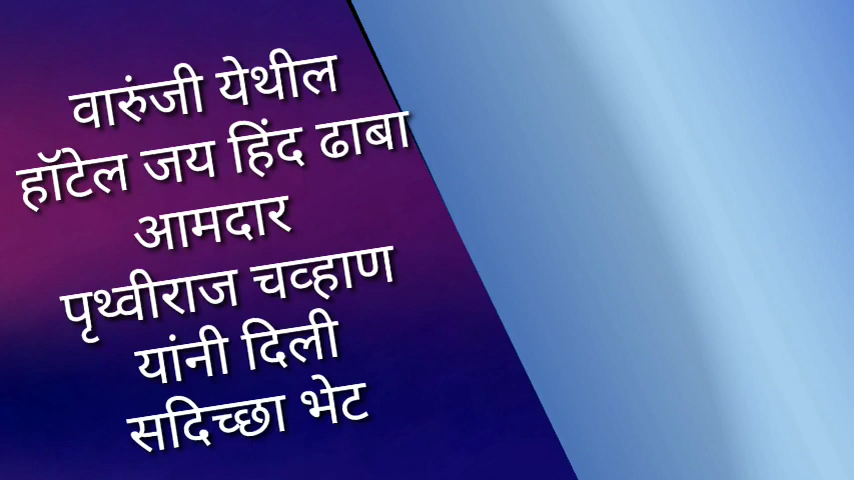 वारुंजी येथील
हॉटेल जय हिंद ढाबा
आमदार
पृथ्वीराज चव्हाण
यांनी दिली
सदिच्छा भेट